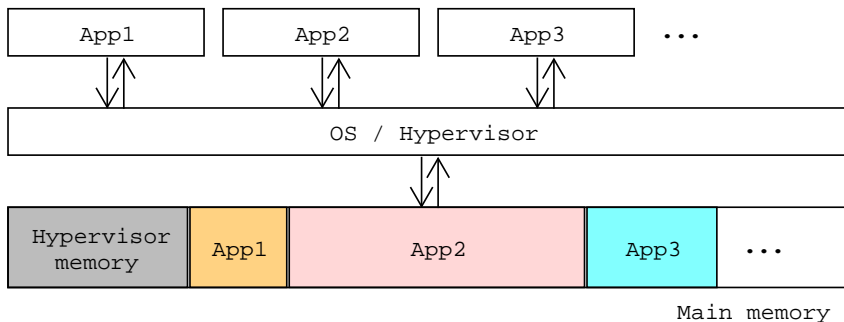 App1
App2
App3
...
OS / Hypervisor
Hypervisor
memory
App1
App2
App3
...
Main memory